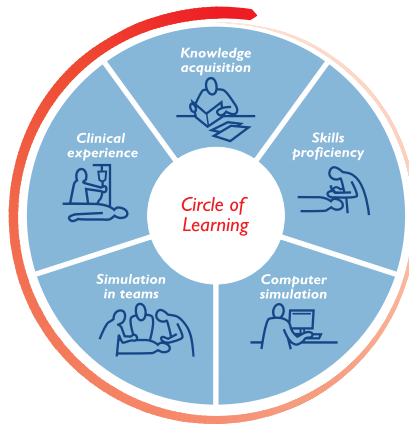 Knowledge
acquisition
Skills
proficiency
Computer
simulation
Simulation
in teams
Clinical
experience
Circle of
Learning